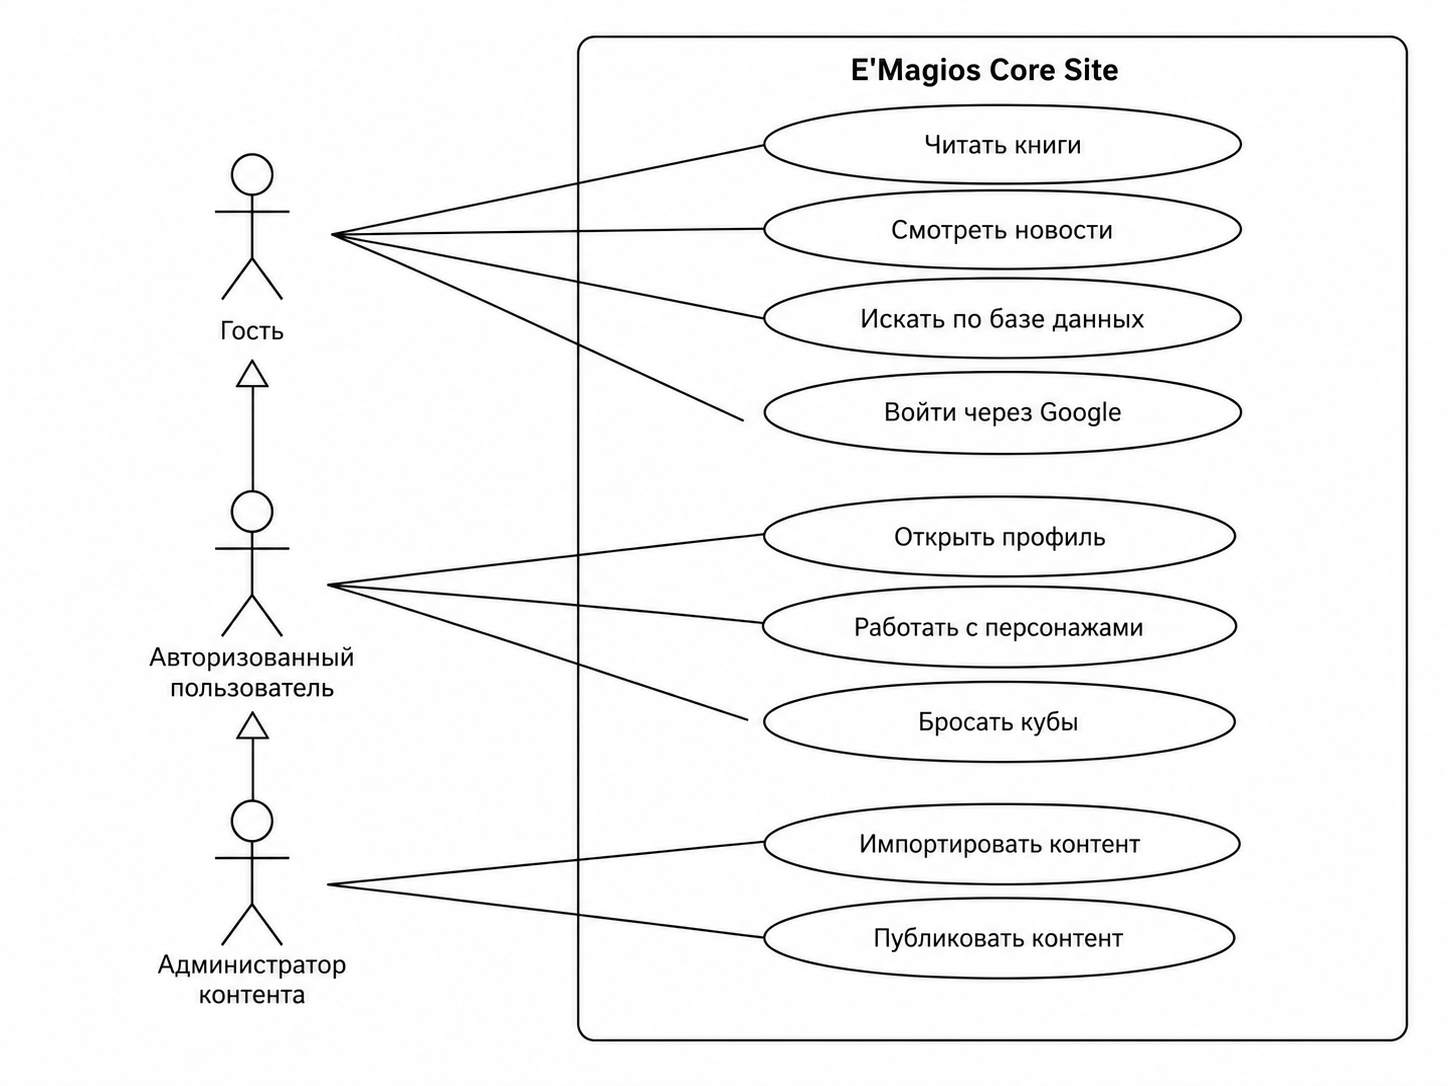 E'Magios Core Site
Читать книги
Смотреть новости
Искать по базе данных
Войти через Google
Гость
Открыть профиль
Работать с персонажами
Бросать кубы
Авторизованный
пользователь
Импортировать контент
Публиковать контент
Администратор
контента